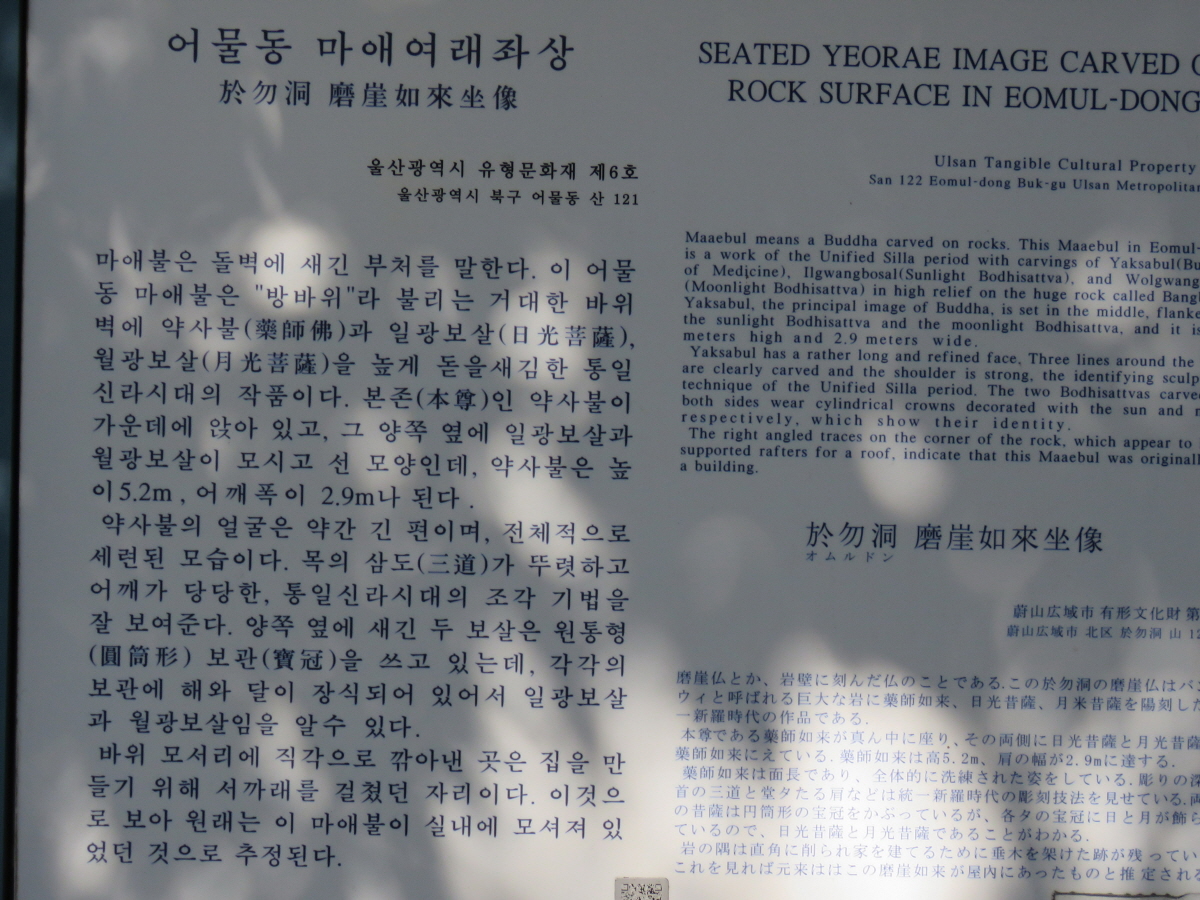 어물동 마애여래좌상
於勿洞 磨崖如來坐像
울산광역시 유형문화재 제6호
울산광역시 북구 어물동 산 121
마애불은 돌벽에 새긴 부처를 말한다. 이 어물
동 마애불은 "방바위"라 불리는 거대한 바위
벽에 약사불(藥師佛)과 일광보살(日光菩薩),
월광보살(月光菩薩)을 높게 돋을새김한 통일
신라시대의 작품이다. 본존(本尊)인 약사불이
가운데에 앉아 있고, 그 양쪽 옆에 일광보살과
월광보살이 모시고 선 모양인데, 약사불은 높
이5.2m , 어깨폭이 2.9m나 된다.
약사불의 얼굴은 약간 긴 편이며, 전체적으로
세련된 모습이다. 목의 삼도(三道)가 뚜렷하고
어깨가 당당한, 통일신라시대의 조각 기법을
잘 보여준다. 양쪽 옆에 새긴 두 보살은 원통형
(圓筒形) 보관(寶冠)을 쓰고 있는데, 각각의
보관에 해와 달이 장식되어 있어서 일광보살
과 월광보살임을 알수 있다.
바위 모서리에 직각으로 깎아낸 곳은 집을 만
들기 위해 서까래를 걸쳤던 자리이다. 이것으
로 보아 원래는 이 마애불이 실내에 모셔져 있
었던 것으로 추정된다.
SEATED YEORAE IMAGE CARVED
ROCK SURFACE IN EOMUL-DONG
Ulsan Tangible Cultural Property
San 122 Eomul-dong Buk-gu Ulsan Metropolitan
Maaebul means a Buddha carved on rocks. This Maaebul in Eomul-
is a work of the Unified Silla period with carvings of Yaksabul(Bu
of Medicine), Ilgwangbosal(Sunlight Bodhisattva), and Wolgwang
(Moonlight Bodhisattva) in high relief on the huge rock called Bang
Yaksabul, the principal image of Buddha, is set in the middle, flanke
the sunlight Bodhisattva and the moonlight Bodhisattva, and it is
meters high and 2.9 meters wide.
Yaksabul has a rather long and refined face. Three lines around the
are clearly carved and the shoulder is strong, the identifying sculp
technique of the Unified Silla period. The two Bodhisattvas carve
both sides wear cylindrical crowns decorated with the sun and
respectively, which show their identity.
The right angled traces on the corner of the rock, which appear to
supported rafters for a roof, indicate that this Maaebul was original
a building.
於勿洞 磨崖如來坐像
オムルドン
蔚山広域市 有形文化財 第
蔚山広域市 北区 於勿洞 山 12
磨崖仏とか、岩壁に刻んだ仏のことである.この於勿洞の磨崖仏はバン
ウィと呼ばれる巨大な岩に藥師如来、日光昔薩、月米昔薩を陽刻した
一新羅時代の作品である.
本尊である藥師如来が真ん中に座り、その両側に日光昔薩と月光昔薩
藥師如来にえている. 藥師如来は高5.2m、肩の幅が2.9mに達する.
藥師如来は面長であり、全体的に洗練された姿をしている.彫りの深
首の三道と堂タたる肩などは統一新羅時代の彫刻技法を見せている.両
の昔薩は円筒形の宝冠をかぶっているが、各タの宝冠に日と月が飾ら
ているので、日光昔薩と月光昔薩であることがわかる.
岩の隅は直角に削られ家を建てるために垂木を架けた跡が残 ってい
これを見れば元来ははこの磨崖如来が屋内にあったものと推定される